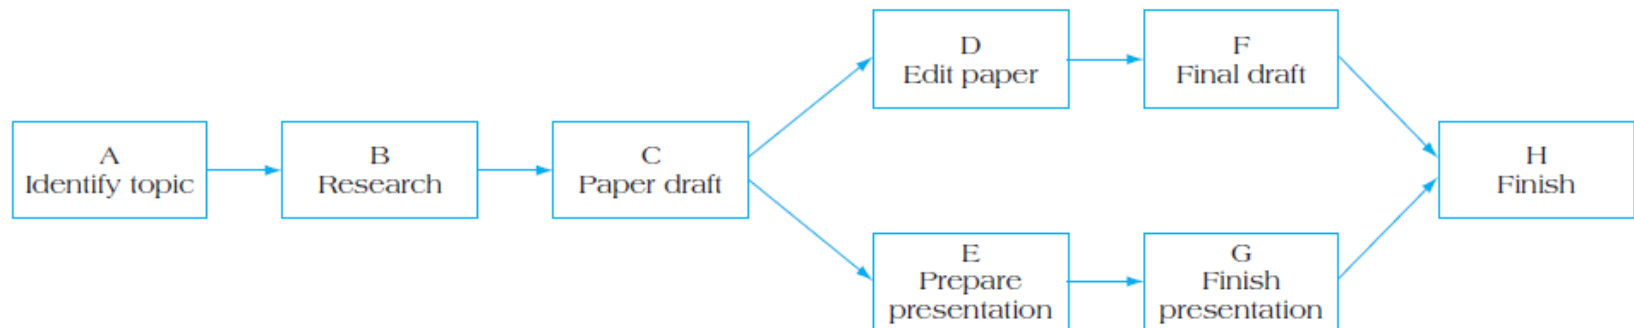 A
Identify topic
B
Research
C
Paper draft
D
Edit paper
F
Final draft
E
Prepare
presentation
G
Finish
presentation
H
Finish